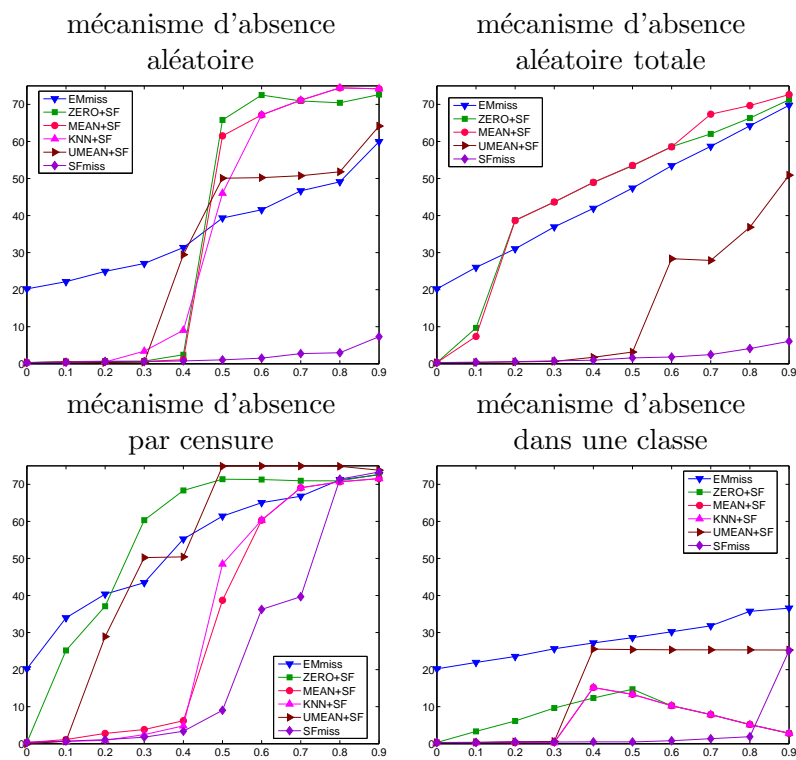 mécanisme d'absence
aléatoire
EMmiss
ZERO+SF
MEAN+SF
KNN+SF
UMEAN+SF
SFmiss
70
60
50
40
30
20
10
0
0 0.1 0.2 0.3 0.4 0.5 0.6 0.7 0.8 0.9
mécanisme d'absence
aléatoire totale
EMmiss
ZERO+SF
MEAN+SF
UMEAN+SF
SFmiss
70
60
50
40
30
20
10
0
0 0.1 0.2 0.3 0.4 0.5 0.6 0.7 0.8 0.9
mécanisme d'absence
par censure
70
60
50
40
30
20
10
0
EMmiss
ZERO+SF
MEAN+SF
KNN+SF
UMEAN+SF
SFmiss
0 0.1 0.2 0.3 0.4 0.5 0.6 0.7 0.8 0.9
mécanisme d'absence
dans une classe
EMmiss
ZERO+SF
MEAN+SF
KNN+SF
UMEAN+SF
SFmiss
70
60
50
40
30
20
10
0
0 0.1 0.2 0.3 0.4 0.5 0.6 0.7 0.8 0.9